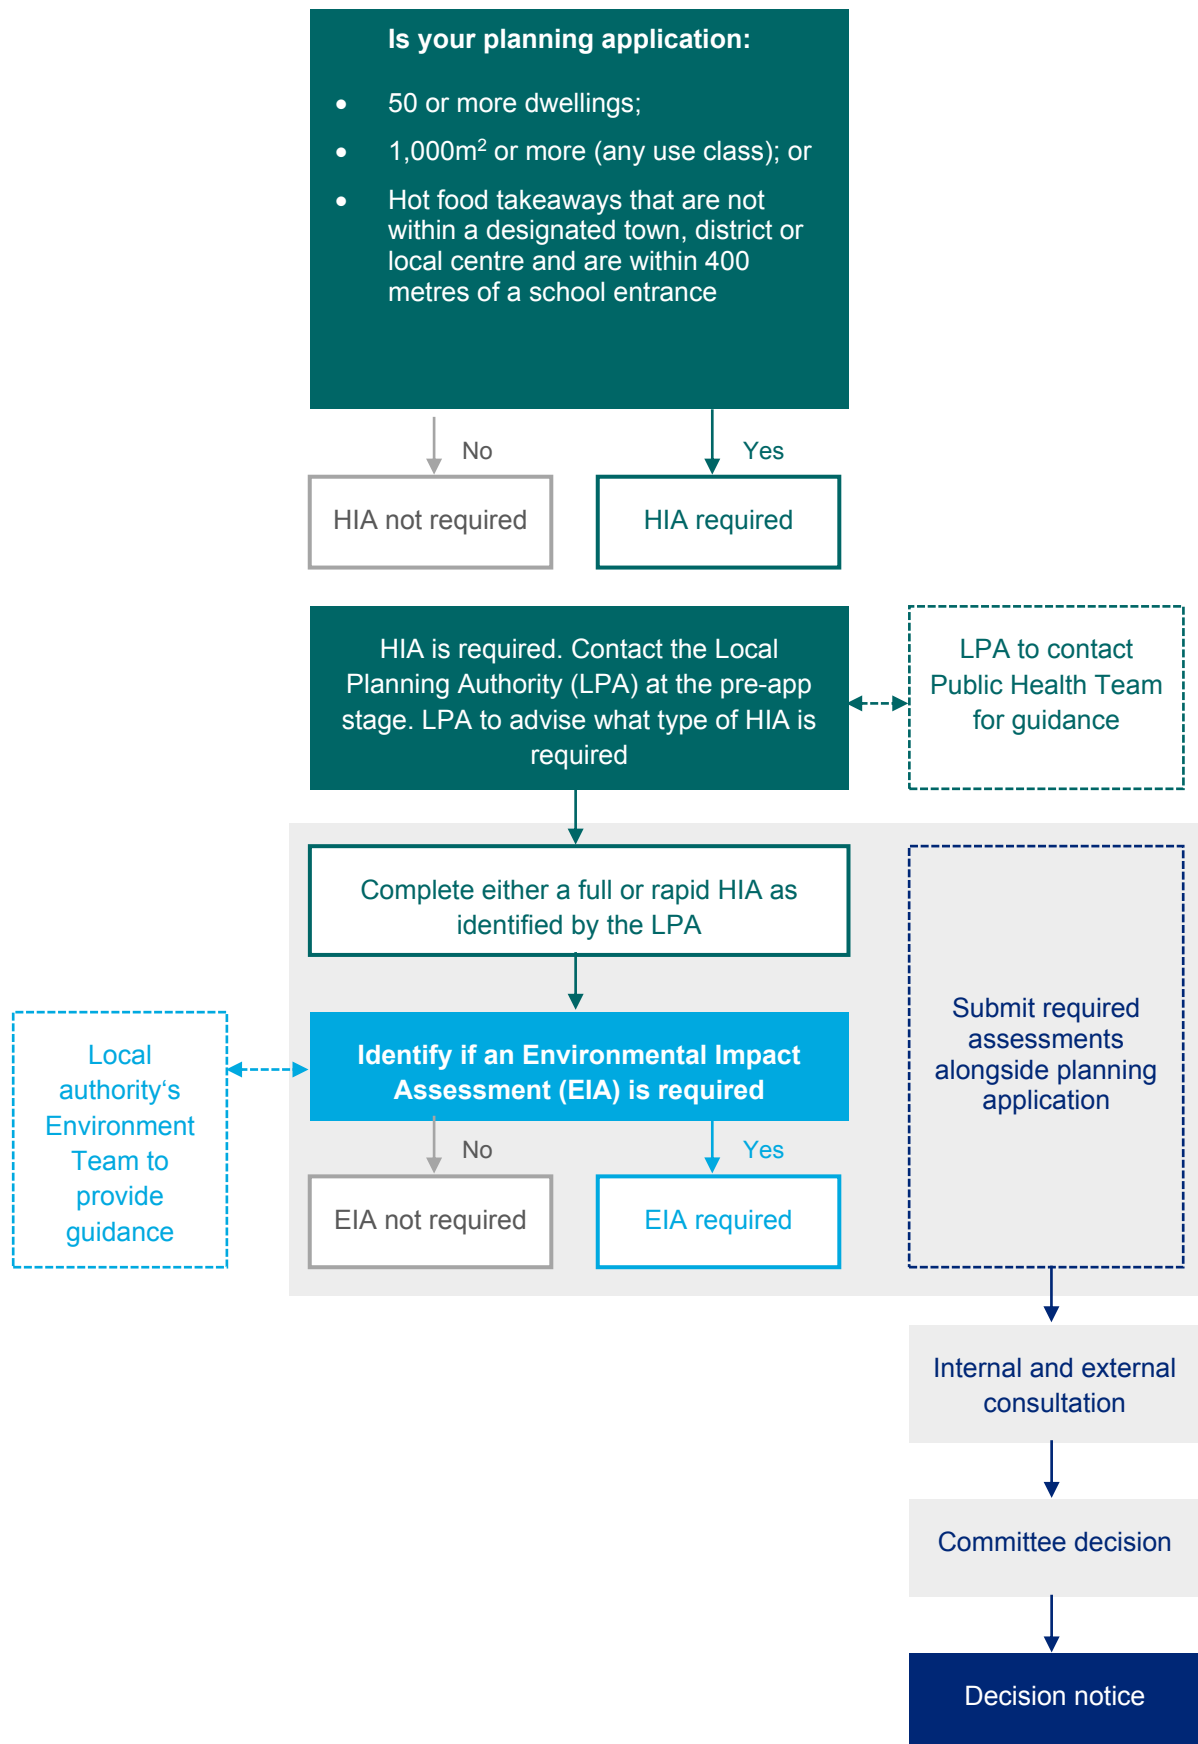 Is your planning application:
• 50 or more dwellings;
• 1,000m² or more (any use class); or
• Hot food takeaways that are not
within a designated town, district or
local centre and are within 400
metres of a school entrance
No
Yes
HIA not required
HIA required
HIA is required. Contact the Local
Planning Authority (LPA) at the pre-app
stage. LPA to advise what type of HIA is
required
LPA to contact
Public Health Team
for guidance
Complete either a full or rapid HIA as
identified by the LPA
Local
authority‘s
Environment
Team to
provide
guidance
Identify if an Environmental Impact
Assessment (EIA) is required
No
Yes
EIA not required
EIA required
Submit required
assessments
alongside planning
application
Internal and external
consultation
Committee decision
Decision notice